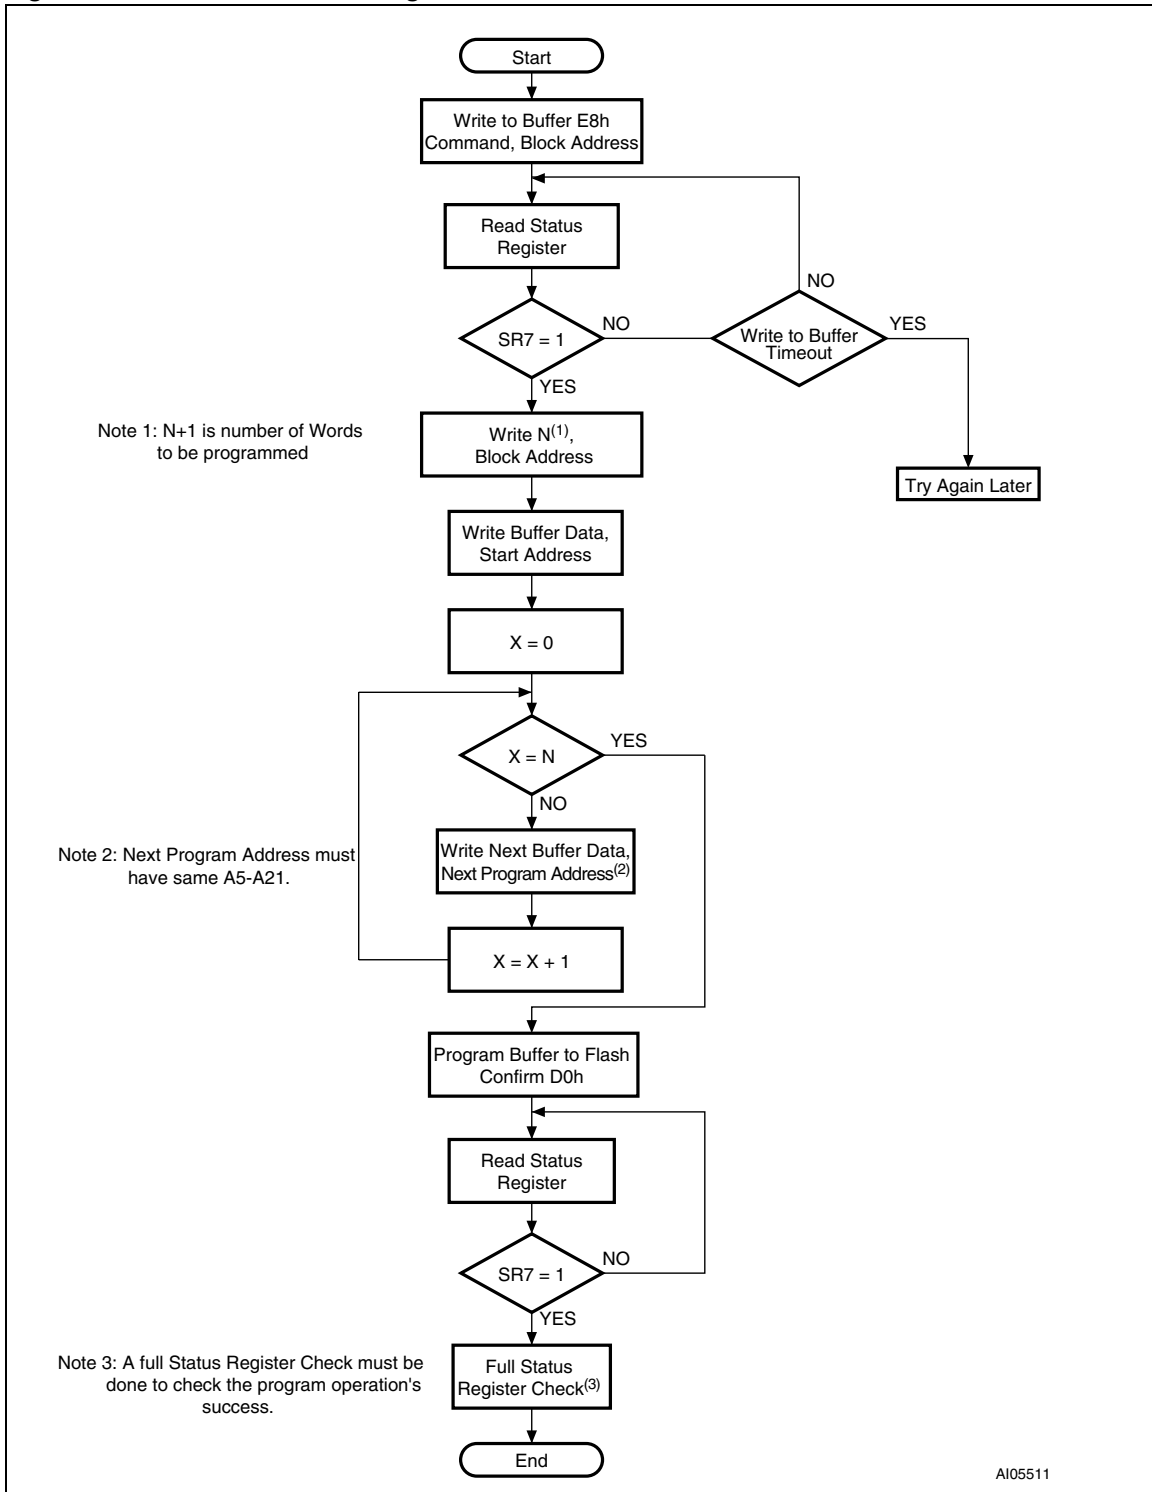 Start
Write to Buffer E8h
Command, Block Address
Read Status
Register
NO
SR7 = 1
NO
Write to Buffer
Timeout
YES
YES
Note 1: N+1 is number of Words
to be programmed
Write N(1),
Block Address
Try Again Later
Write Buffer Data,
Start Address
X = 0
X = N
YES
NO
Note 2: Next Program Address must
have same A5-A21.
Write Next Buffer Data,
Next Program Address(2)
X = X + 1
Program Buffer to Flash
Confirm D0h
Read Status
Register
SR7 = 1
NO
YES
Note 3: A full Status Register Check must be
done to check the program operation's
success.
Full Status
Register Check(3)
End
AI05511